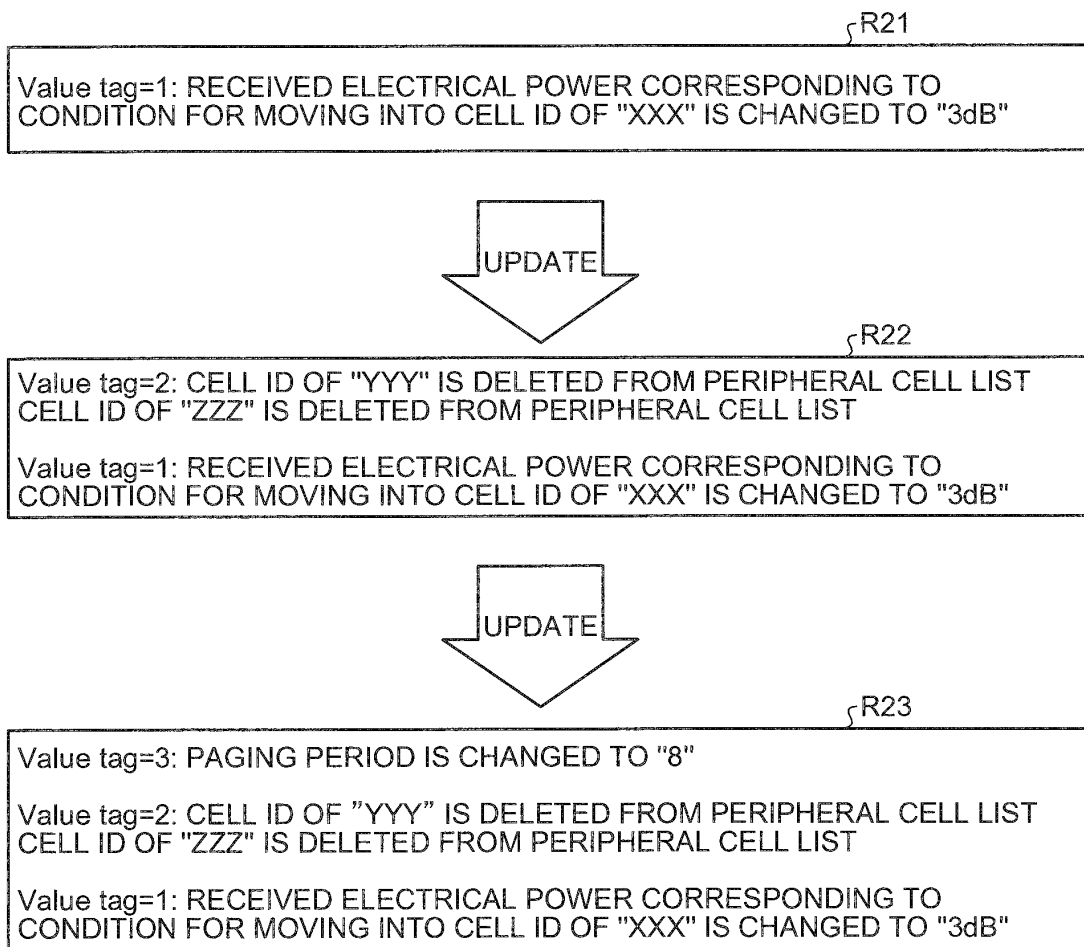 R21
Value tag=1: RECEIVED ELECTRICAL POWER CORRESPONDING TO
CONDITION FOR MOVING INTO CELL ID OF "XXX" IS CHANGED TO "3dB"
UPDATE
R22
Value tag=2: CELL ID OF "YYY" IS DELETED FROM PERIPHERAL CELL LIST
CELL ID OF "ZZZ" IS DELETED FROM PERIPHERAL CELL LIST
Value tag=1: RECEIVED ELECTRICAL POWER CORRESPONDING TO
CONDITION FOR MOVING INTO CELL ID OF "XXX" IS CHANGED TO "3dB"
UPDATE
R23
Value tag=3: PAGING PERIOD IS CHANGED TO "8"
Value tag=2: CELL ID OF ”YYY” IS DELETED FROM PERIPHERAL CELL LIST
CELL ID OF "ZZZ" IS DELETED FROM PERIPHERAL CELL LIST
Value tag=1: RECEIVED ELECTRICAL POWER CORRESPONDING TO
CONDITION FOR MOVING INTO CELL ID OF "XXX" IS CHANGED TO "3dB"